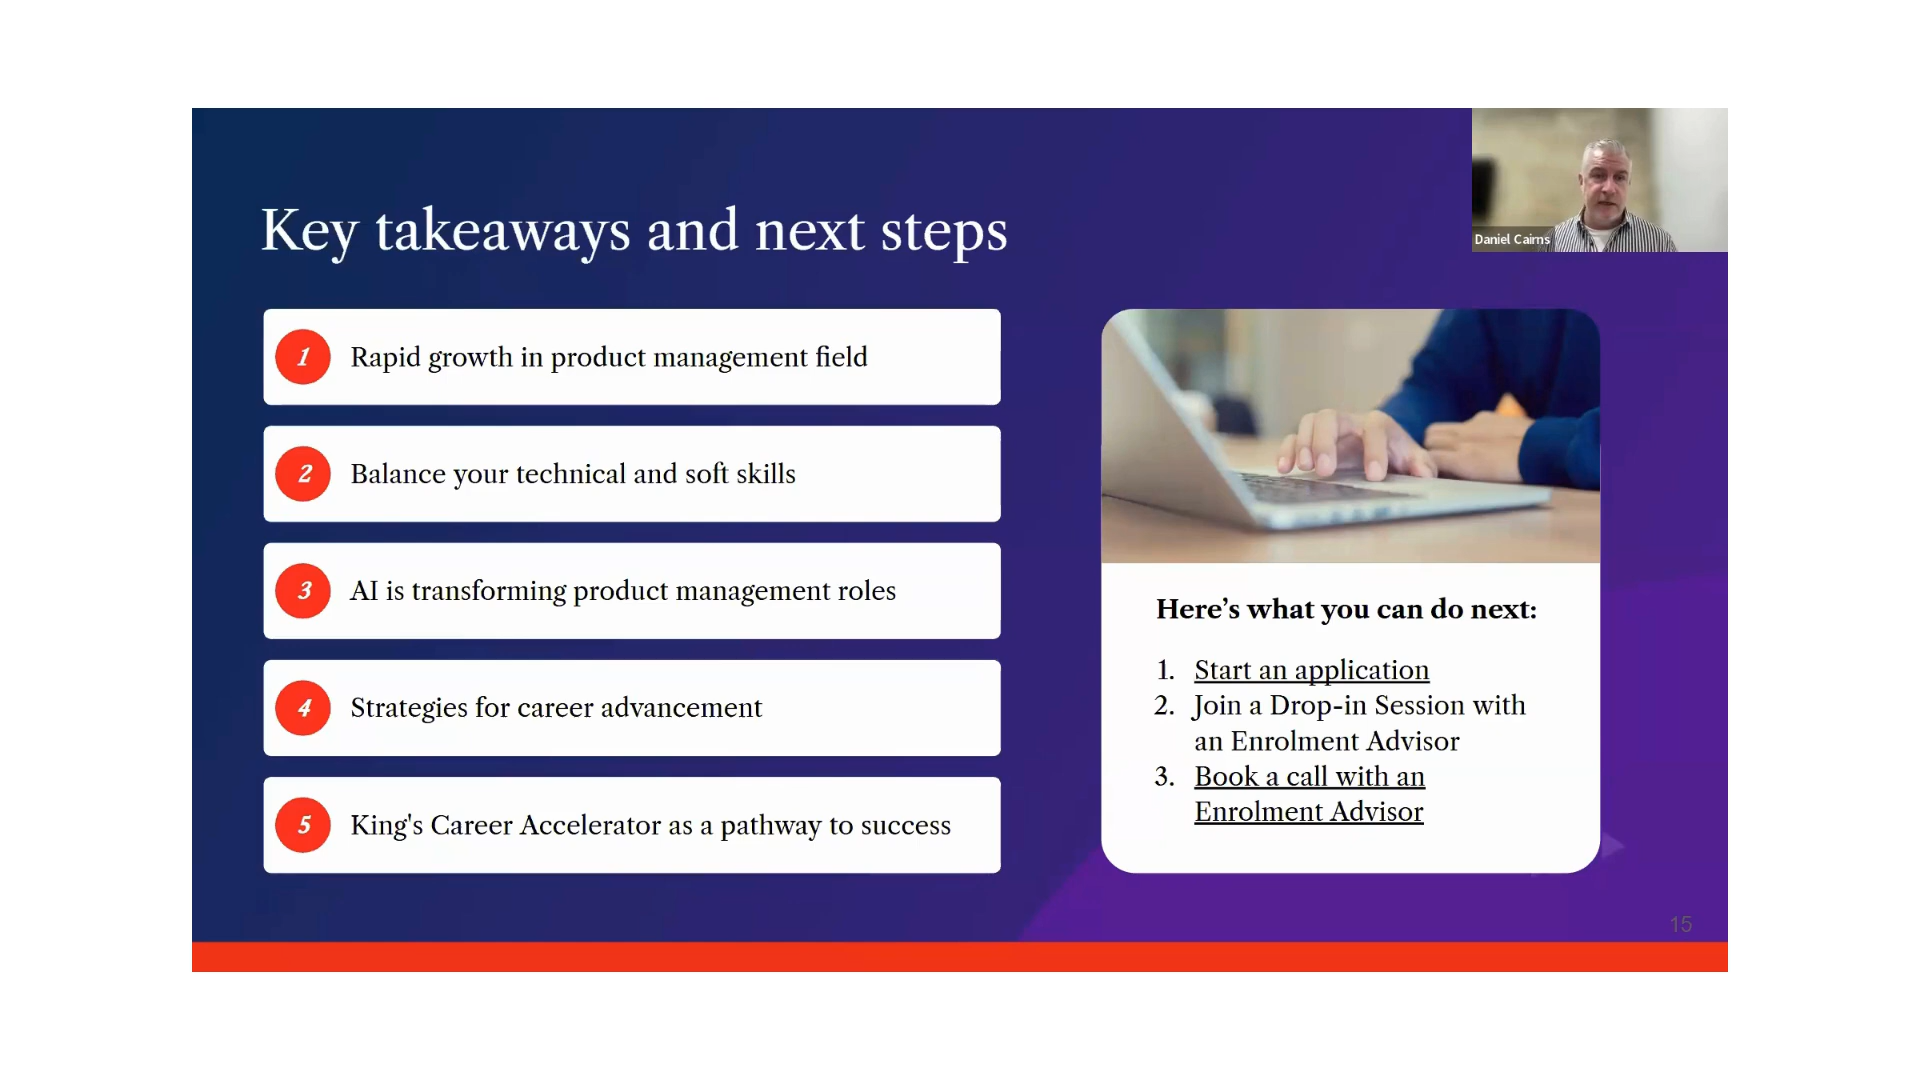 Daniel Cairns
Key takeaways and next steps
1 Rapid growth in product management field
2 Balance your technical and soft skills
3 AI is transforming product management roles
4 Strategies for career advancement
5 King's Career Accelerator as a pathway to success
Here’s what you can do next:
1. Start an application
2. Join a Drop-in Session with
an Enrolment Advisor
3. Book a call with an
Enrolment Advisor
15